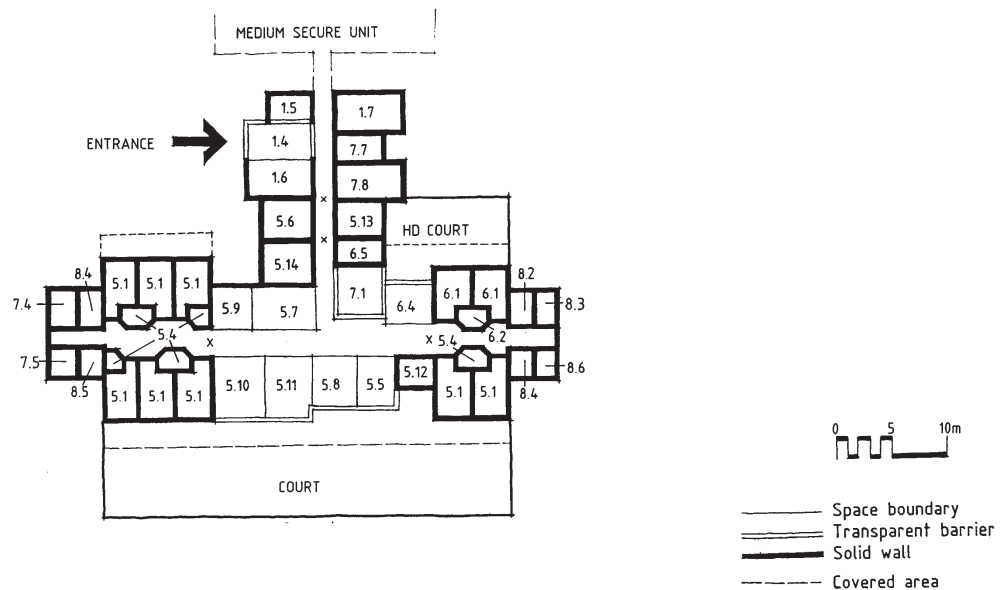 MEDIUM SECURE UNIT
1.5
1.7
ENTRANCE
1.4
7.7
1.6
7.8
x
5.6
5.13
HD COURT
x
6.5
5.14
8.4
5.1 5.1 5.1
7.1
6.1 6.1
8.2
7.4
5.9
5.7
6.4
8.3
5.4
x
x 5.4
6.2
7.5
5.12
8.6
8.5
5.1 5.1 5.1
5.10
5.11
5.8
5.5
5.1 5.1
8.4
0 5 10m
COURT
Space boundary
Transparent barrier
Solid wall
Covered area